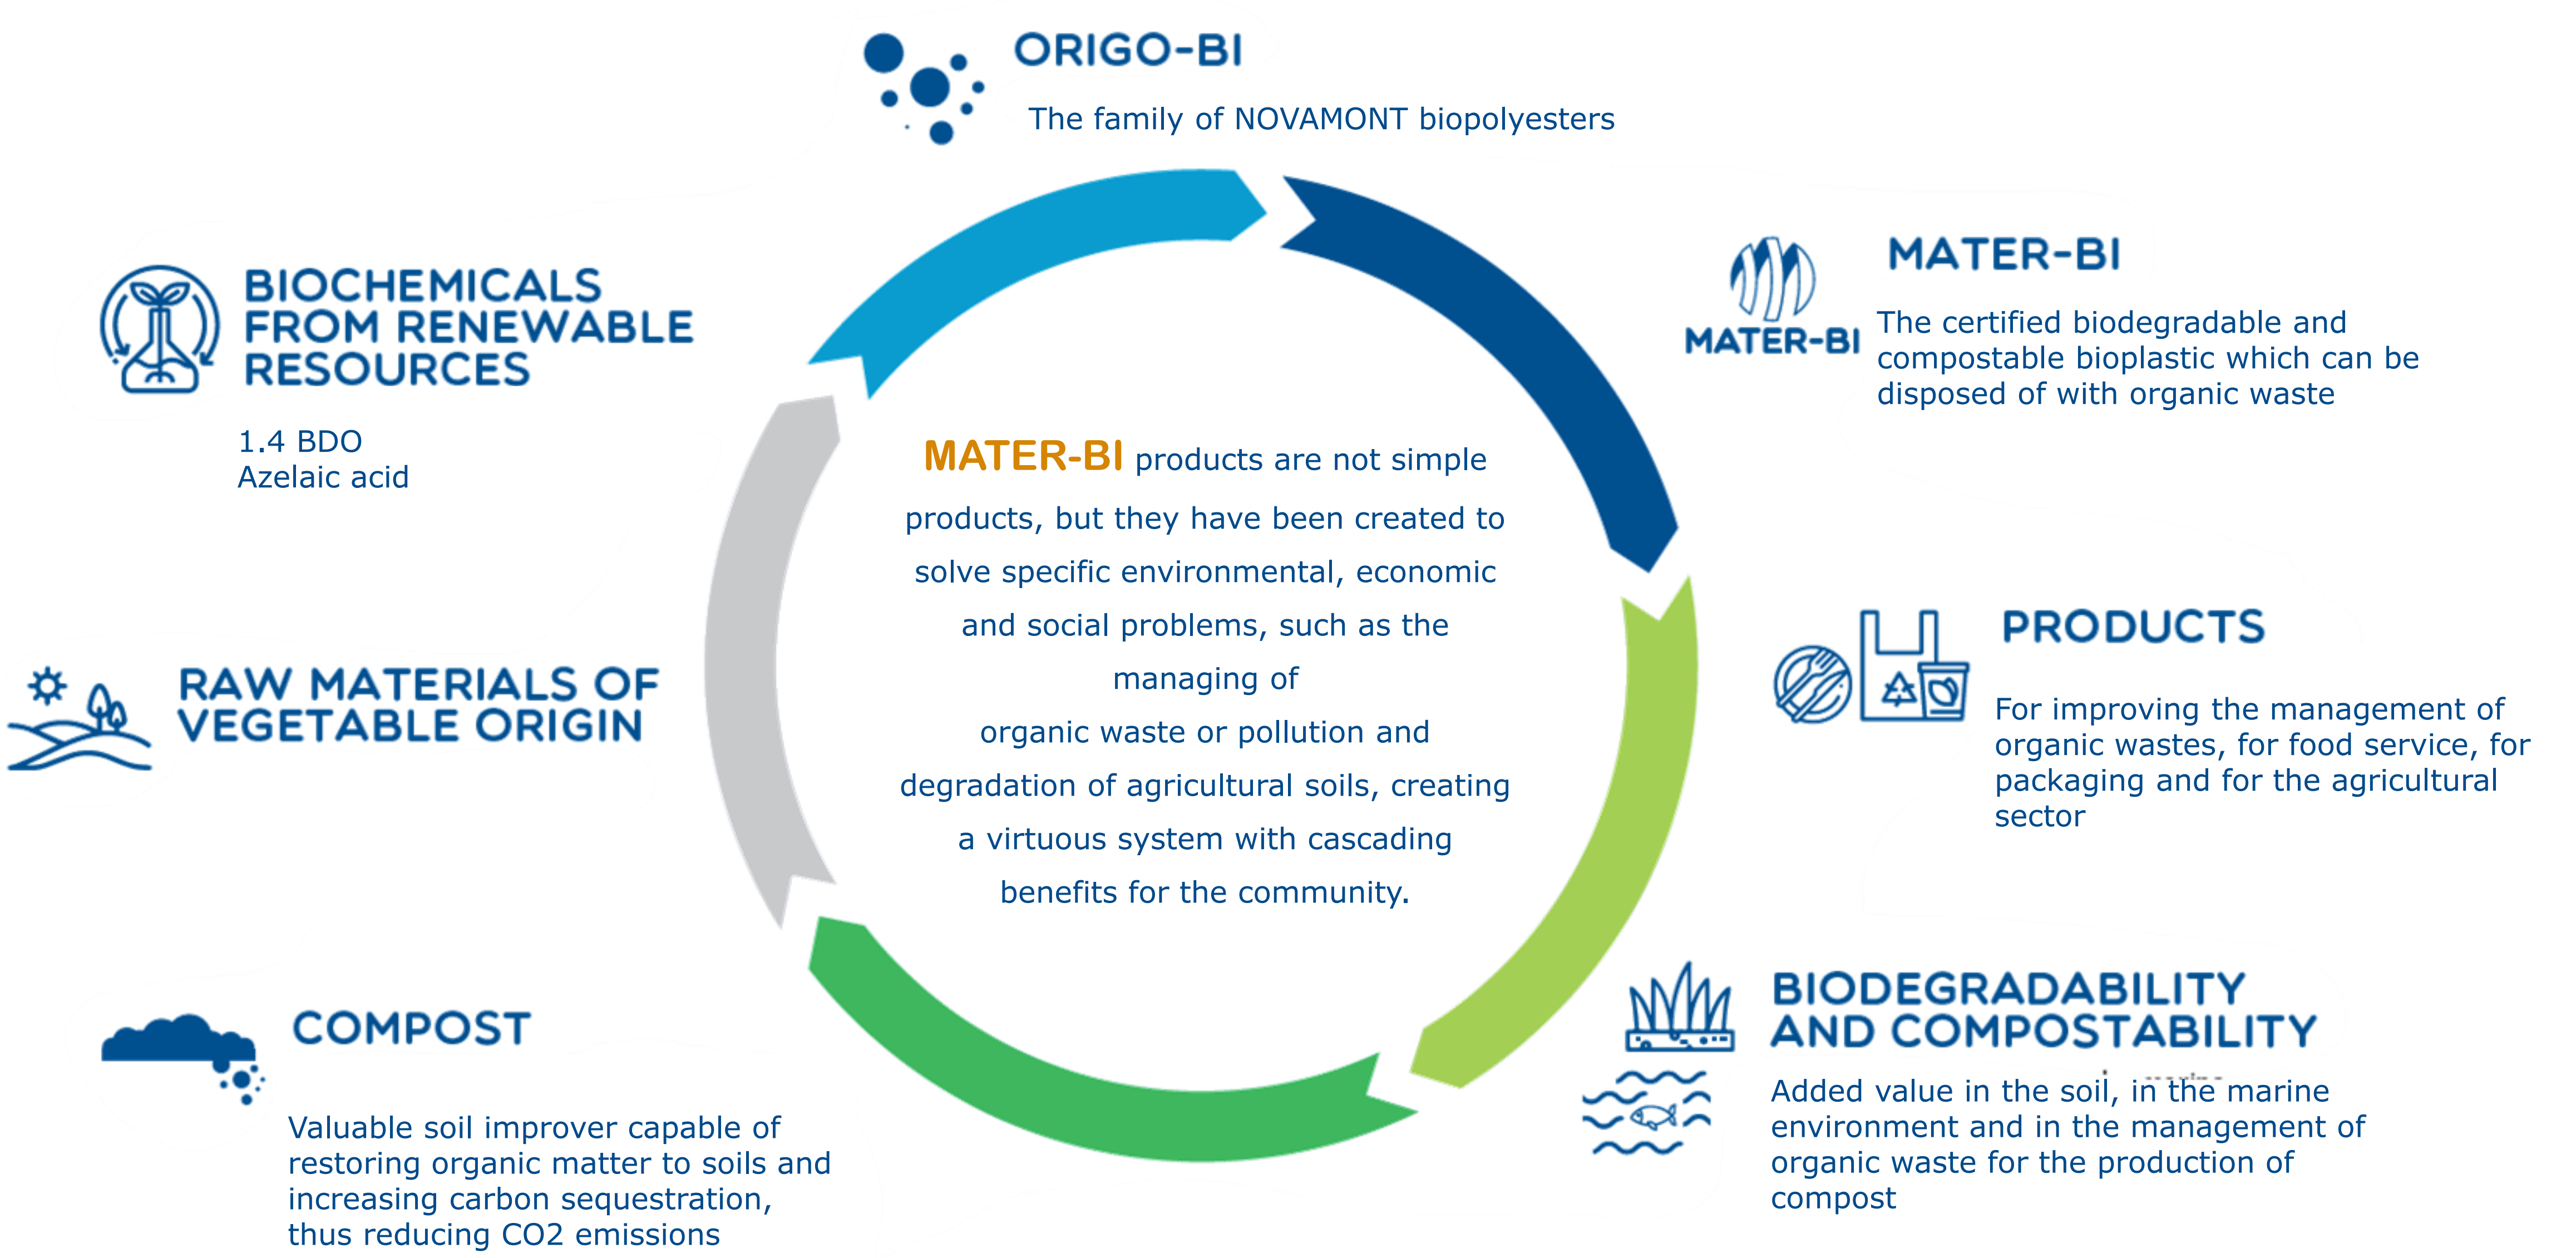 ORIGO-BI
The family of NOVAMONT biopolyesters
MATER-BI
MATER-BI
The certified biodegradable and
compostable bioplastic which can be
disposed of with organic waste
PRODUCTS
For improving the management of
organic wastes, for food service, for
packaging and for the agricultural
sector
BIODEGRADABILITY
AND COMPOSTABILITY
Added value in the soil, in the marine
environment and in the management of
organic waste for the production of
compost
COMPOST
Valuable soil improver capable of
restoring organic matter to soils and
increasing carbon sequestration,
thus reducing CO2 emissions
RAW MATERIALS OF
VEGETABLE ORIGIN
BIOCHEMICALS
FROM RENEWABLE
RESOURCES
1.4 BDO
Azelaic acid
MATER-BI products are not simple
products, but they have been created to
solve specific environmental, economic
and social problems, such as the
managing of
organic waste or pollution and
degradation of agricultural soils, creating
a virtuous system with cascading
benefits for the community.